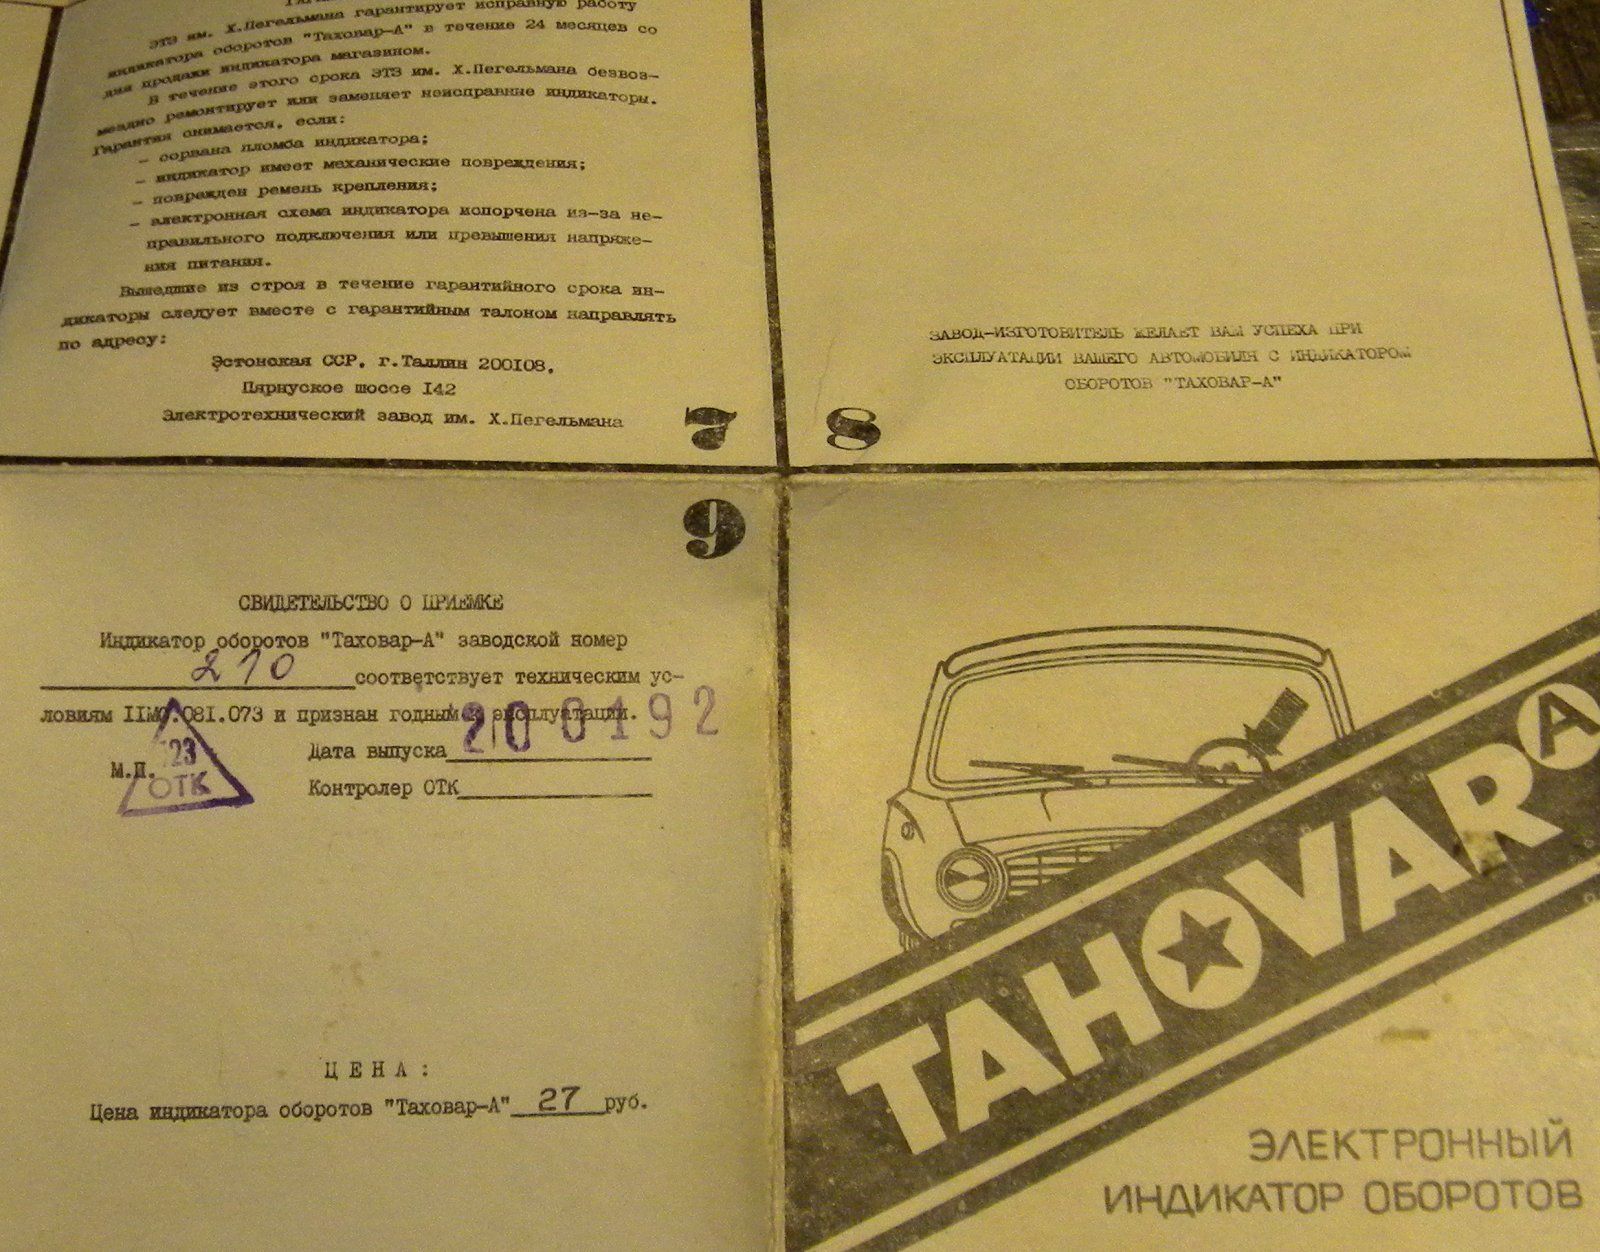 ЭТЗ им. Х.Пегельмана гарантирует исправную работу
индикатора оборотов "Таховар-А" в течение 24 месяцев со
дня продажи индикатора магазином.
В течение этого срока ЭТЗ им. Х.Пегельмана безвоз-
мездно ремонтирует или заменяет неисправные индикаторы.
Гарантия снимается, если:
- сорвана пломба индикатора;
- индикатор имеет механические повреждения;
- поврежден ремень крепления;
- электронная схема индикатора испорчена из-за не-
правильного подключения или превышения напряже-
ния питания.
Вышедшие из строя в течение гарантийного срока ин-
дикаторы следует вместе с гарантийным талоном направлять
по адресу:
Эстонская ССР, г.Таллин 200108,
Пярнуское шоссе 142
Электротехнический завод им. Х.Пегельмана
7
ЗАВОД-ИЗГОТОВИТЕЛЬ ЖЕЛАЕТ ВАМ УСПЕХА ПРИ
ЭКСПЛУАТАЦИИ ВАШЕГО АВТОМОБИЛЯ С ИНДИКАТОРОМ
ОБОРОТОВ "ТАХОВАР-А"
8
9
СВИДЕТЕЛЬСТВО О ПРИЕМКЕ
Индикатор оборотов "Таховар-А" заводской номер
210 соответствует техническим ус-
ловиям IIМО.081.073 и признан годным к эксплуатации.
200192
Дата выпуска
М.П.
Контролер ОТК
23
ОТК
ЦЕНА:
Цена индикатора оборотов "Таховар-А" 27 руб.
TAHOVAR A
ЭЛЕКТРОННЫЙ
ИНДИКАТОР ОБОРОТОВ